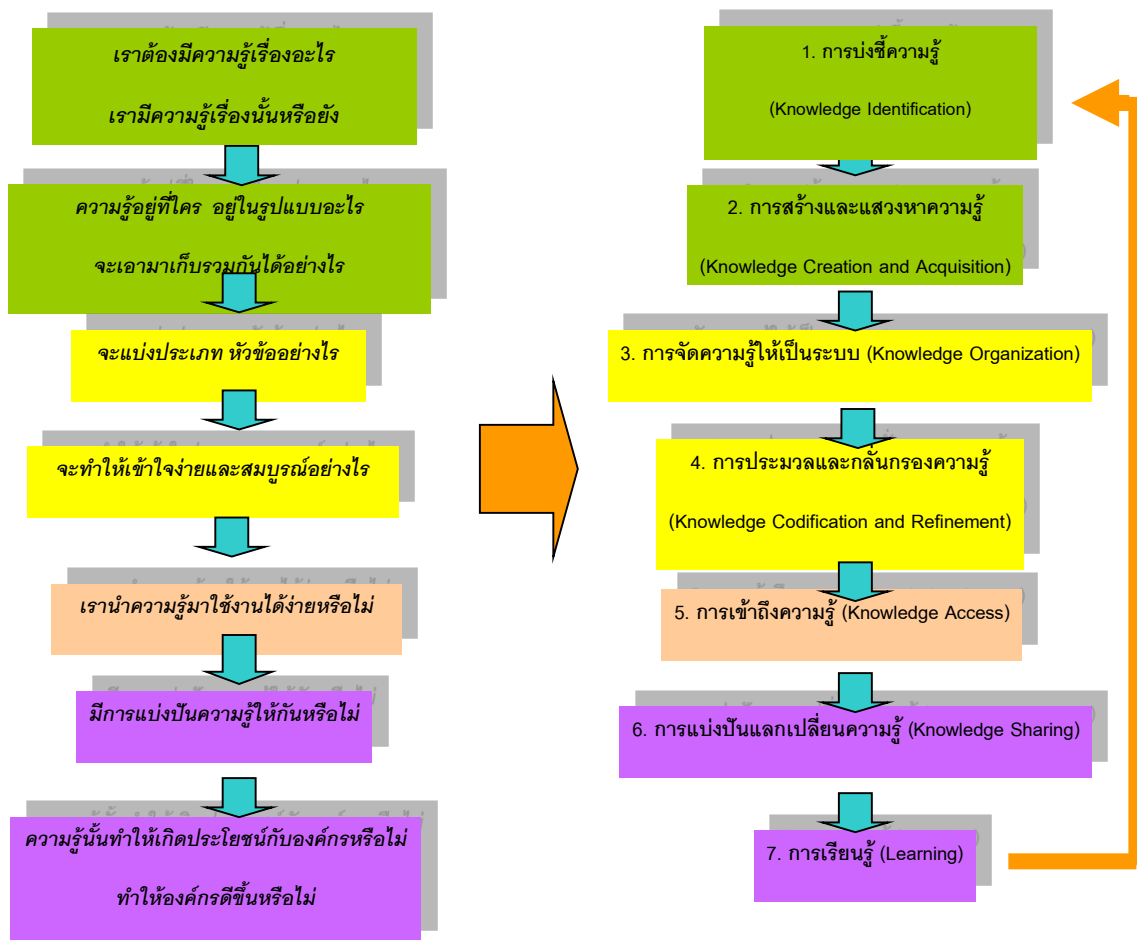 เราต้องมีความรู้เรื่องอะไร
เรามีความรู้เรื่องนั้นหรือยัง
ความรู้อยู่ที่ใคร อยู่ในรูปแบบอะไร
จะเอามาเก็บรวมกันได้อย่างไร
จะแบ่งประเภท หัวข้ออย่างไร
จะทำให้เข้าใจง่ายและสมบูรณ์อย่างไร
เรานำความรู้มาใช้งานได้ง่ายหรือไม่
มีการแบ่งปันความรู้ให้กันหรือไม่
ความรู้นั้นทำให้เกิดประโยชน์กับองค์กรหรือไม่
ทำให้องค์กรดีขึ้นหรือไม่
1. การบ่งชี้ความรู้
(Knowledge Identification)
2. การสร้างและแสวงหาความรู้
(Knowledge Creation and Acquisition)
3. การจัดความรู้ให้เป็นระบบ (Knowledge Organization)
4. การประมวลและกลั่นกรองความรู้
(Knowledge Codification and Refinement)
5. การเข้าถึงความรู้ (Knowledge Access)
6. การแบ่งปันแลกเปลี่ยนความรู้ (Knowledge Sharing)
7. การเรียนรู้ (Learning)